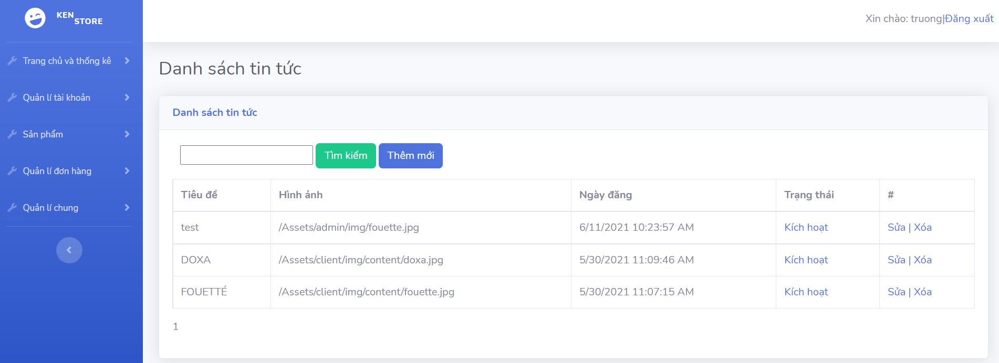 KEN STORE
Xin chào: truong|Đăng xuất
Trang chủ và thống kê
Quản lí tài khoản
Sản phẩm
Quản lí đơn hàng
Quản lí chung
Danh sách tin tức
Danh sách tin tức
Tìm kiếm Thêm mới
Tiêu đề Hình ảnh Ngày đăng Trạng thái #
test /Assets/admin/img/fouette.jpg 6/11/2021 10:23:57 AM Kích hoạt Sửa | Xóa
DOXA /Assets/client/img/content/doxa.jpg 5/30/2021 11:09:46 AM Kích hoạt Sửa | Xóa
FOUETTÉ /Assets/client/img/content/fouette.jpg 5/30/2021 11:07:15 AM Kích hoạt Sửa | Xóa
1